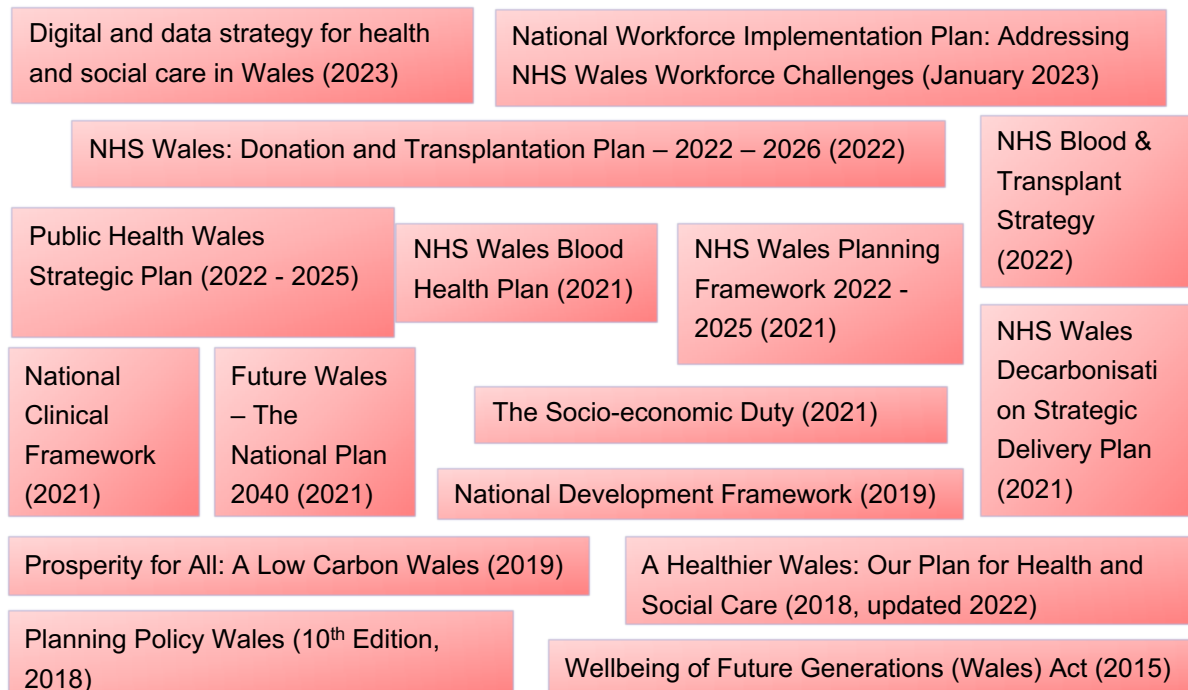 Digital and data strategy for health
and social care in Wales (2023)
National Workforce Implementation Plan: Addressing
NHS Wales Workforce Challenges (January 2023)
NHS Wales: Donation and Transplantation Plan – 2022 – 2026 (2022)
NHS Blood &
Transplant
Strategy
(2022)
Public Health Wales
Strategic Plan (2022 - 2025)
NHS Wales Blood
Health Plan (2021)
NHS Wales Planning
Framework 2022 -
2025 (2021)
NHS Wales
Decarbonisati
on Strategic
Delivery Plan
(2021)
National
Clinical
Framework
(2021)
Future Wales
– The
National Plan
2040 (2021)
The Socio-economic Duty (2021)
National Development Framework (2019)
Prosperity for All: A Low Carbon Wales (2019)
A Healthier Wales: Our Plan for Health and
Social Care (2018, updated 2022)
Planning Policy Wales (10th Edition,
2018)
Wellbeing of Future Generations (Wales) Act (2015)